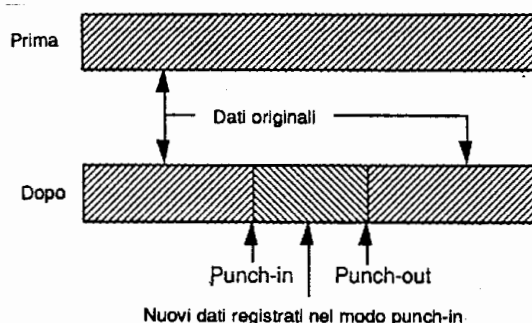 Prima
Dati originali
Dopo
Punch-in
Punch-out
Nuovi dati registrati nel modo punch-in